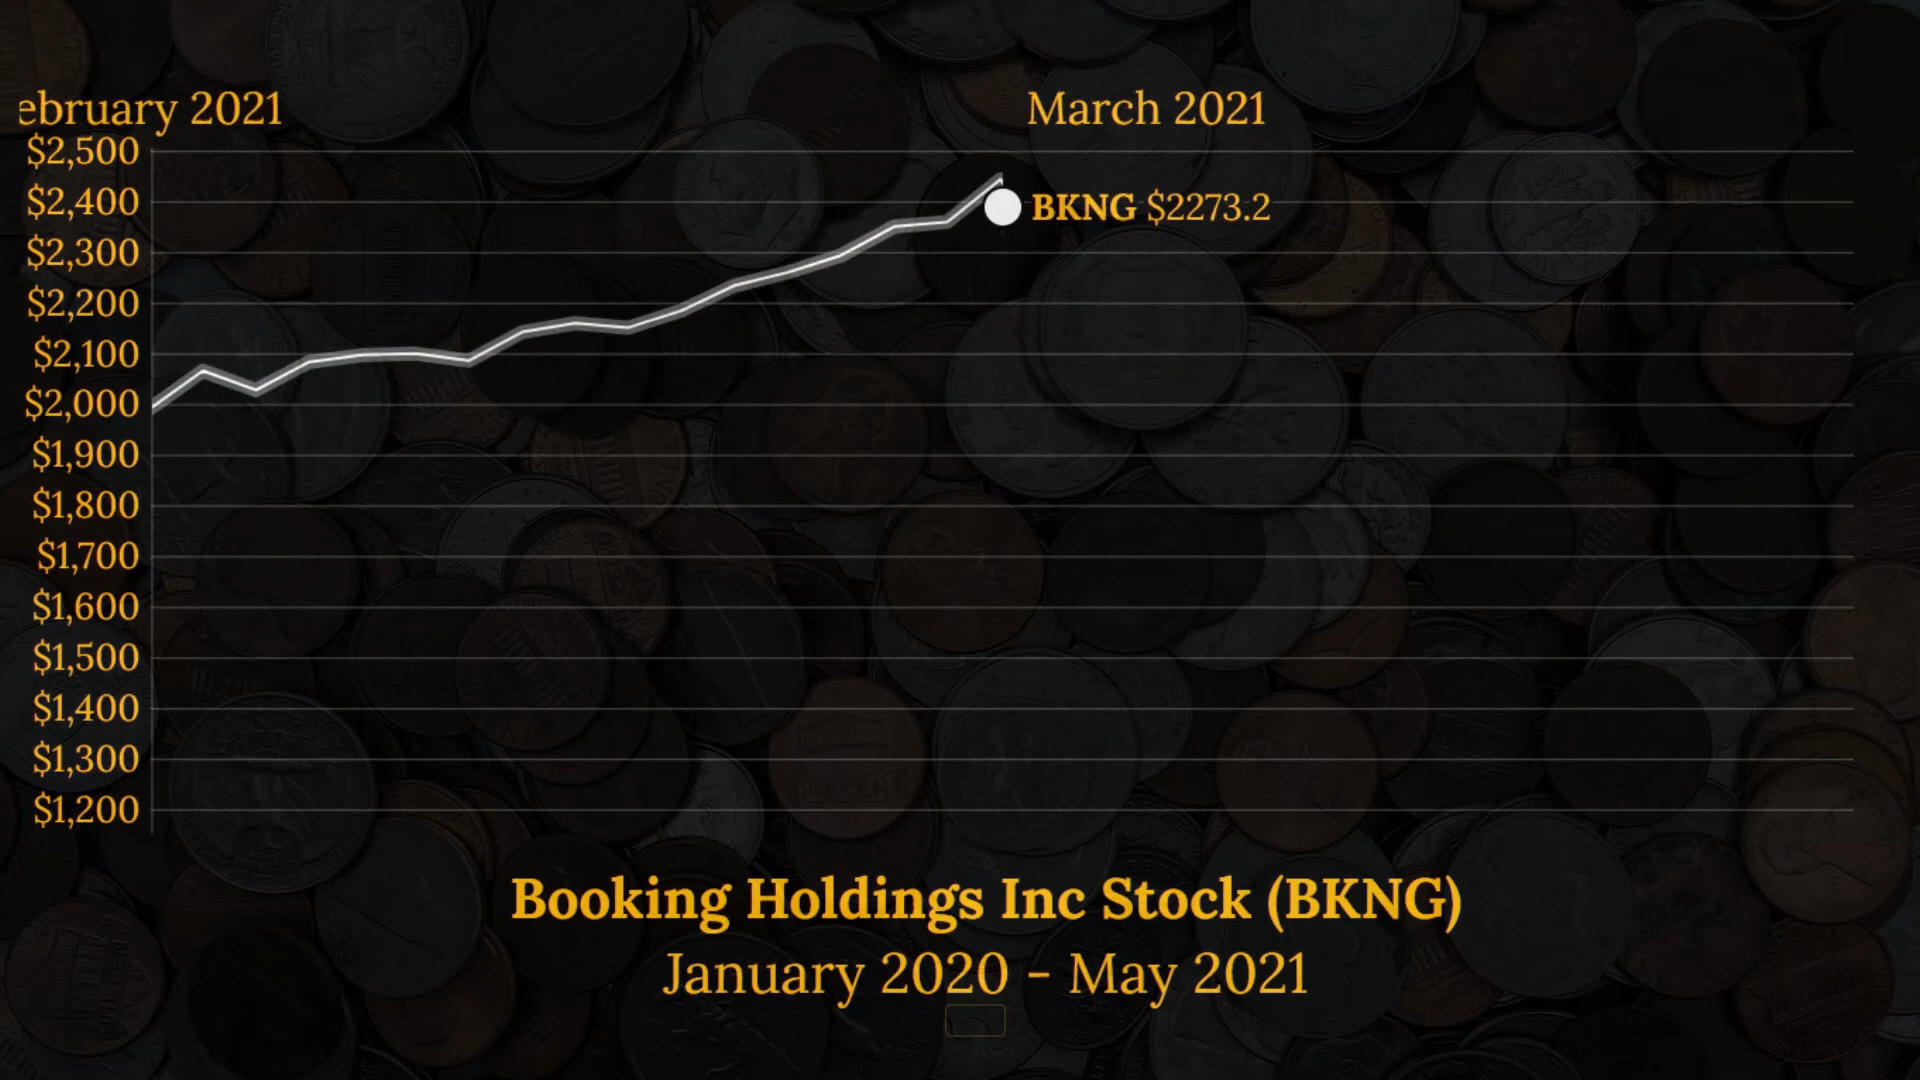 ebruary 2021
March 2021
$2,500
$2,400
BKNG $2273.2
$2,300
$2,200
$2,100
$2,000
$1,900
$1,800
$1,700
$1,600
$1,500
$1,400
$1,300
$1,200
Booking Holdings Inc Stock (BKNG)
January 2020 - May 2021